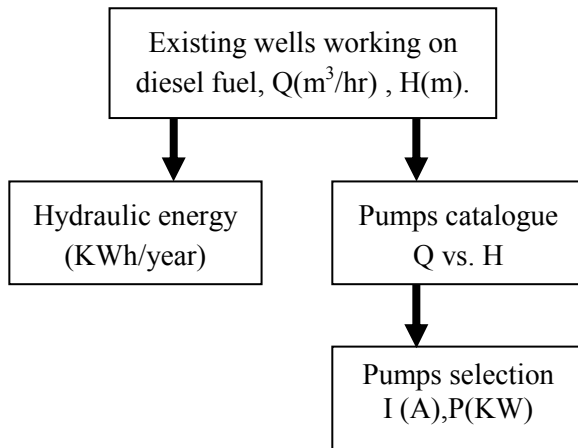 Existing wells working on
diesel fuel, Q(m³/hr) , H(m).
Hydraulic energy
(KWh/year)
Pumps catalogue
Q vs. H
Pumps selection
I (A),P(KW)